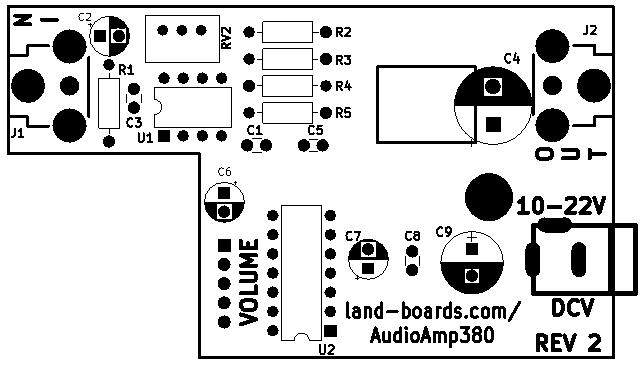 IN
C2
+
RV2
R2
J2
R3
C4
R1
R4
J1
C3
R5
U1
C1
C5
+
OUT
C6
+
10-22V
VOLUME
C7
C8
C9
+
+
land-boards.com/
DCV
AudioAmp380
U2
REV 2